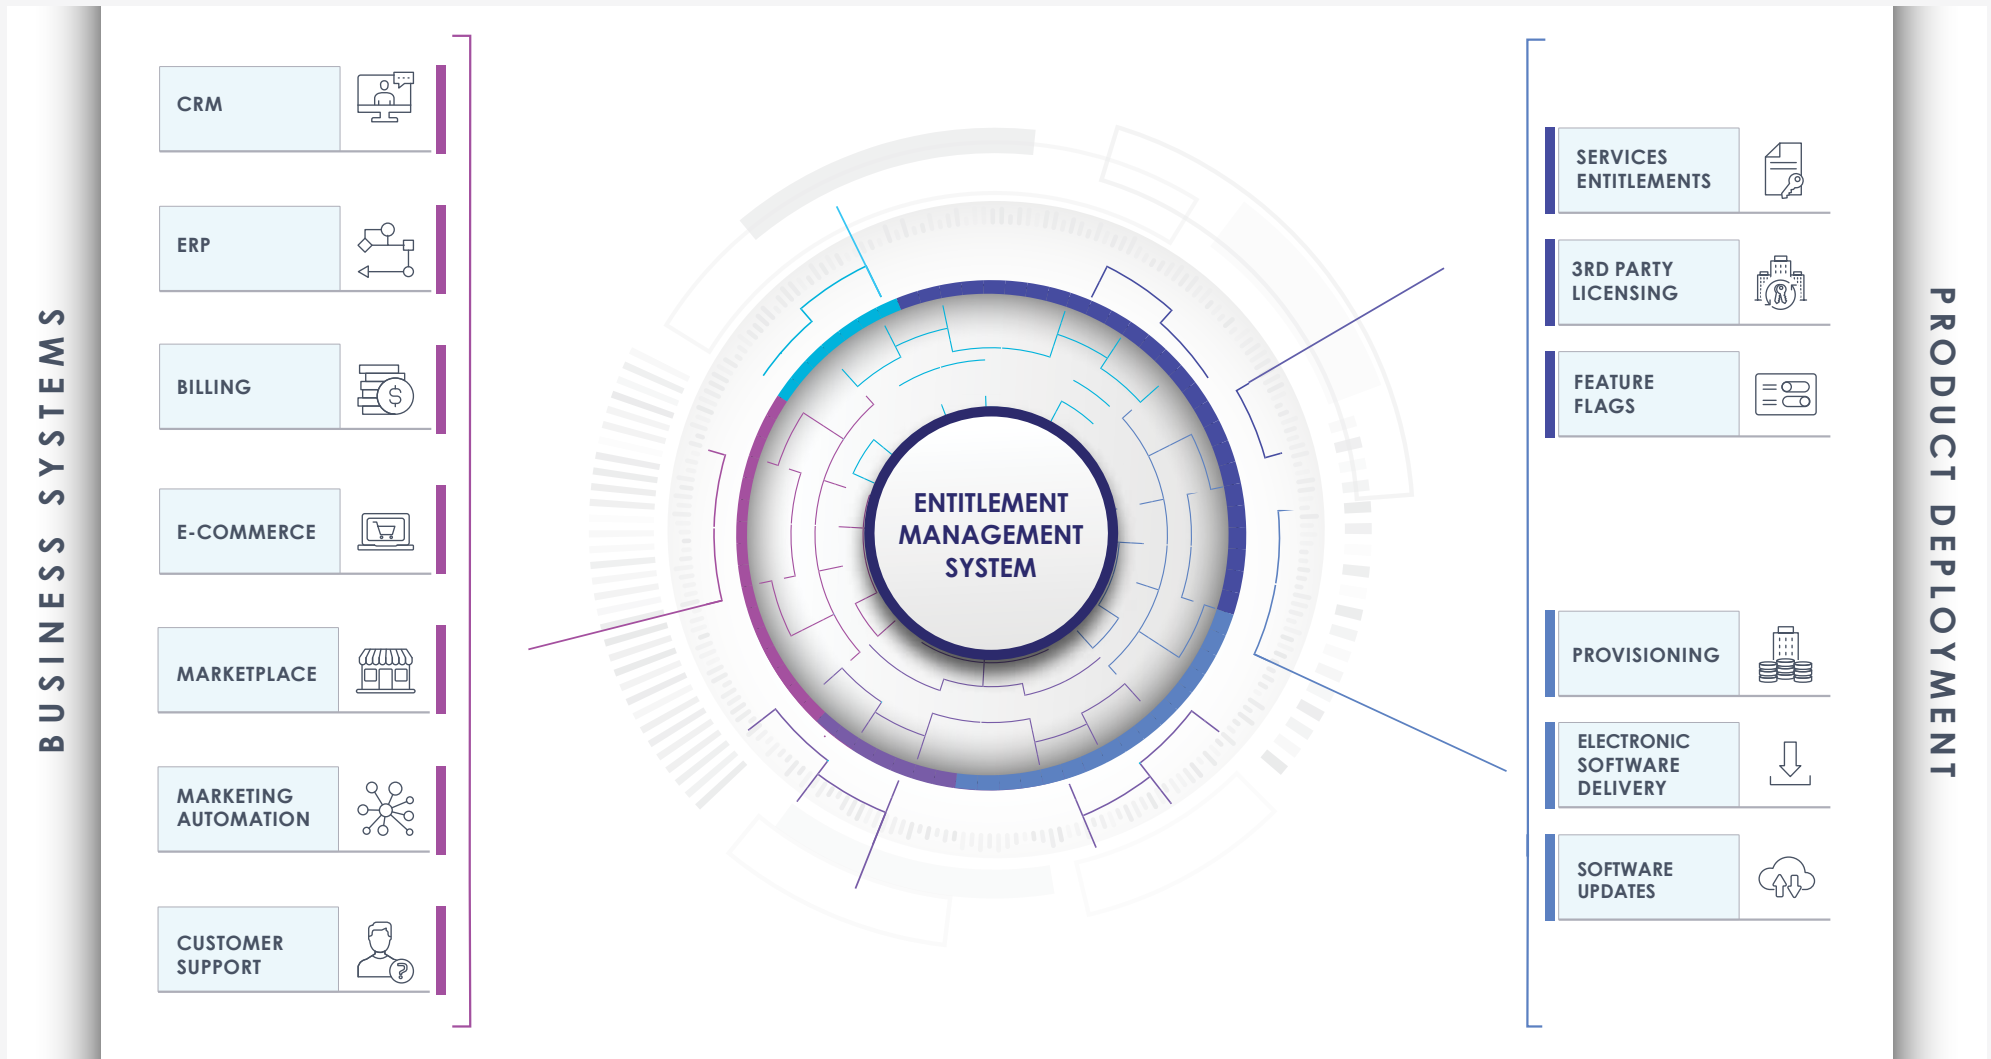 BUSINESS SYSTEMS
CRM
ERP
BILLING
$
E-COMMERCE
MARKETPLACE
MARKETING
AUTOMATION
CUSTOMER
SUPPORT
?
ENTITLEMENT
MANAGEMENT
SYSTEM
SERVICES
ENTITLEMENTS
3RD PARTY
LICENSING
FEATURE
FLAGS
PROVISIONING
ELECTRONIC
SOFTWARE
DELIVERY
SOFTWARE
UPDATES
PRODUCT DEPLOYMENT